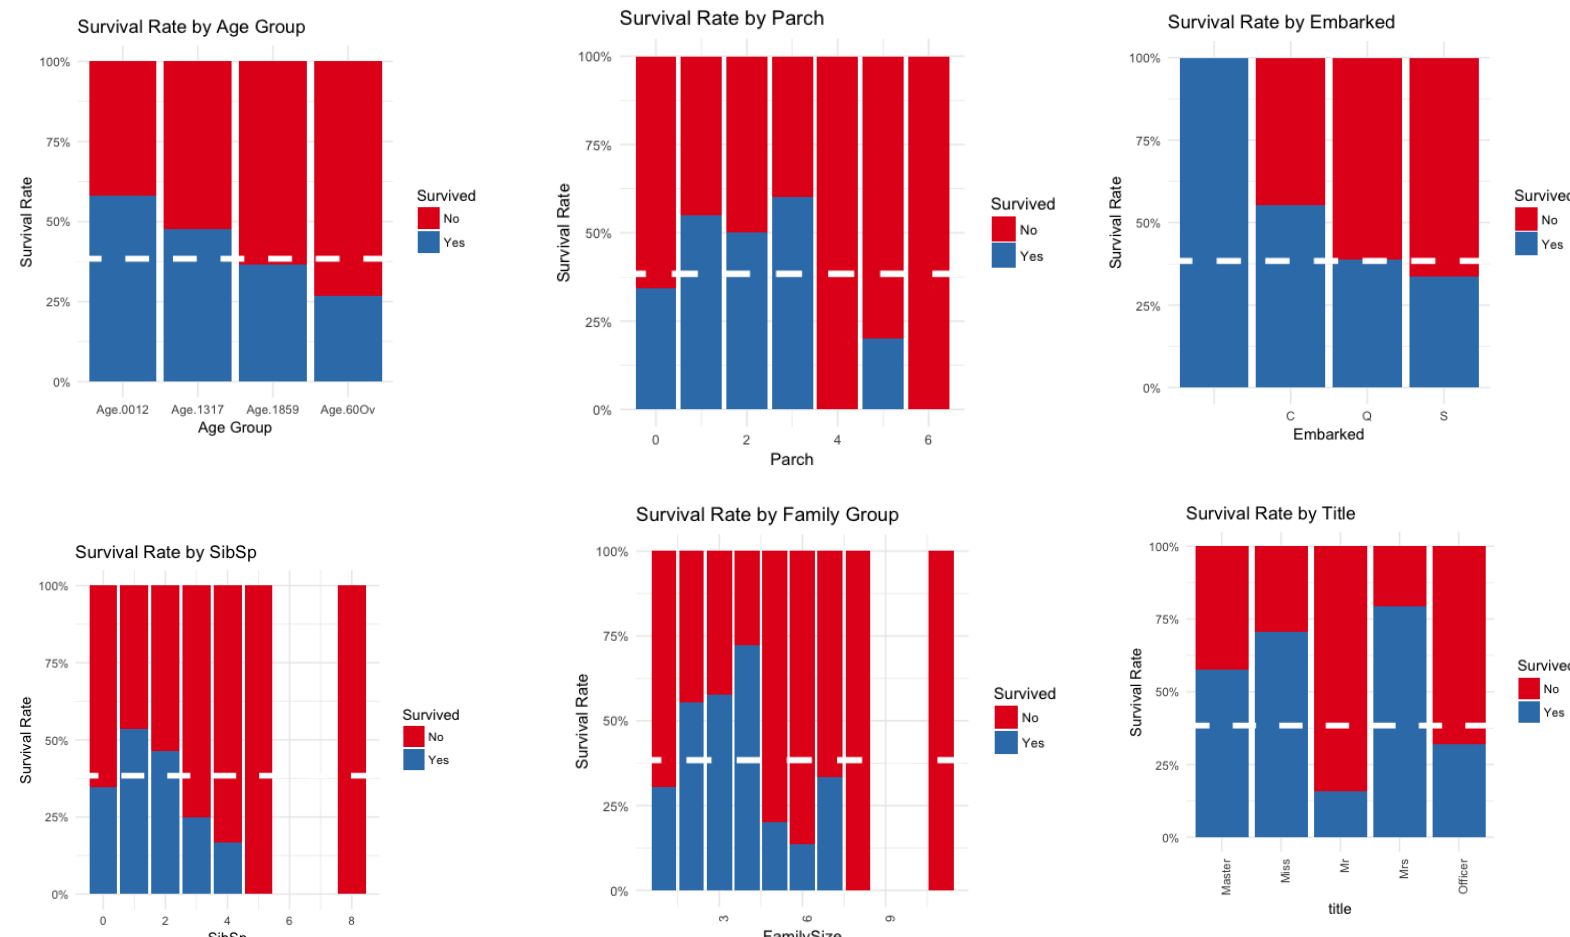 Survival Rate by Age Group
100%
75%
50%
25%
0%
Survival Rate
Age.0012 Age.1317 Age.1859 Age.60Ov
Age Group
Survived
No
Yes
Survival Rate by Parch
100%
75%
50%
25%
0%
Survival Rate
0 2 4 6
Parch
Survived
No
Yes
Survival Rate by Embarked
100%
75%
50%
25%
0%
Survival Rate
C Q S
Embarked
Survived
No
Yes
Survival Rate by SibSp
100%
75%
50%
25%
0%
Survival Rate
0 2 4 6 8
SibSp
Survived
No
Yes
Survival Rate by Family Group
100%
75%
50%
25%
0%
Survival Rate
3 6 9
FamilySize
Survived
No
Yes
Survival Rate by Title
100%
75%
50%
25%
0%
Survival Rate
Master Miss Mr Mrs Officer
title
Survived
No
Yes